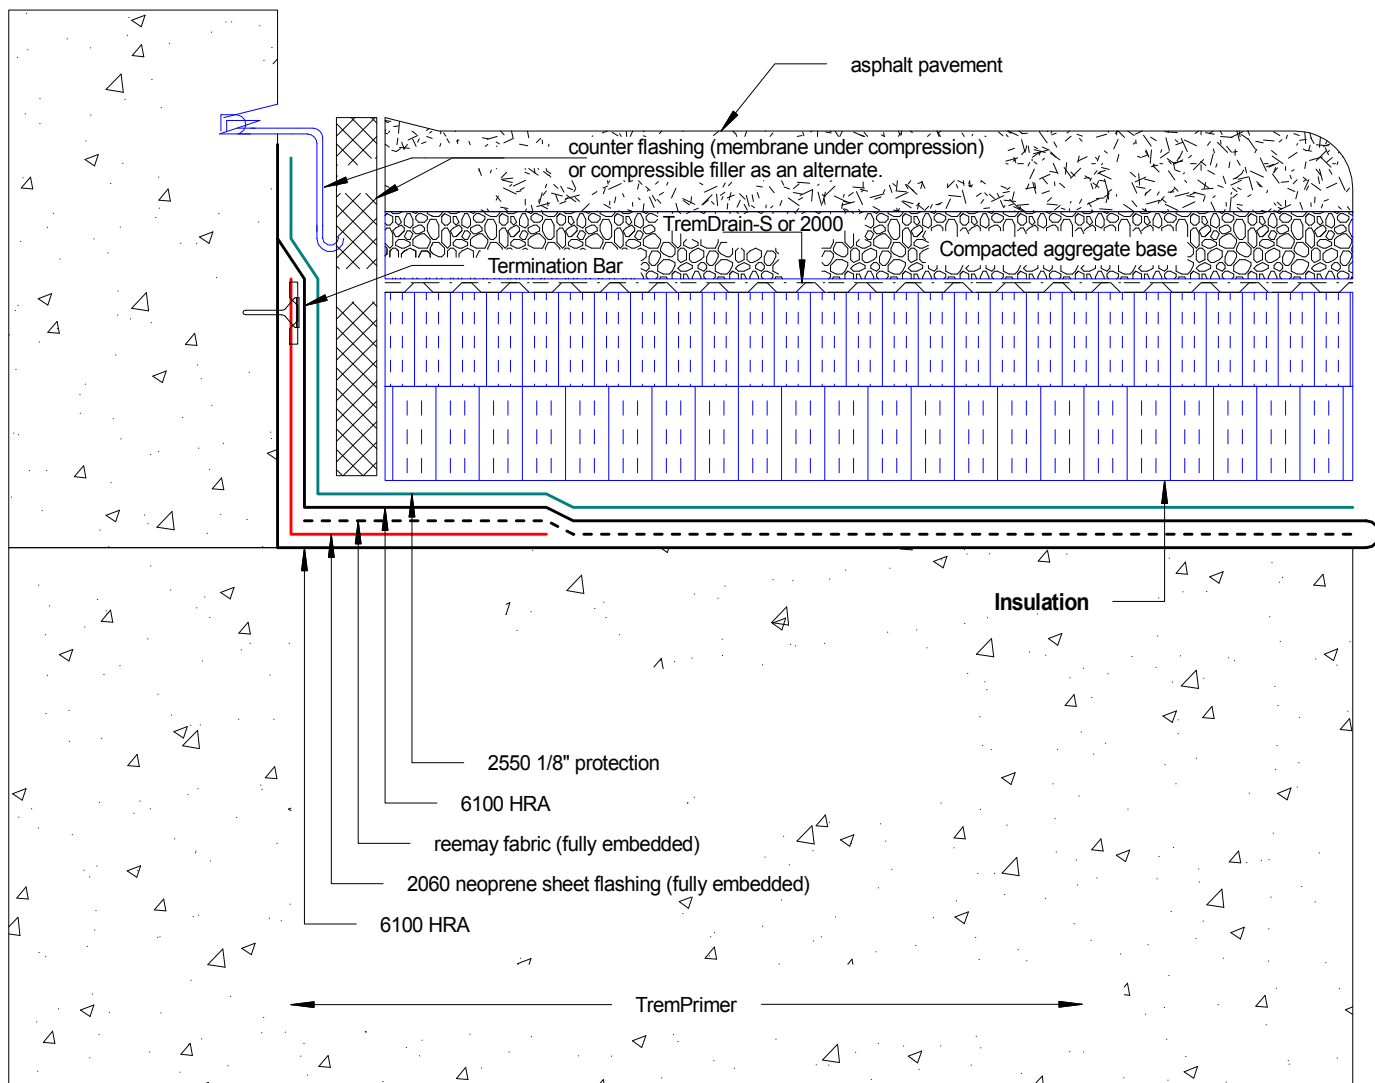 asphalt pavement
counter flashing (membrane under compression)
or compressible filler as an alternate.
TremDrain-S or 2000
Compacted aggregate base
Termination Bar
Insulation
2550 1/8" protection
6100 HRA
reemay fabric (fully embedded)
2060 neoprene sheet flashing (fully embedded)
6100 HRA
TremPrimer